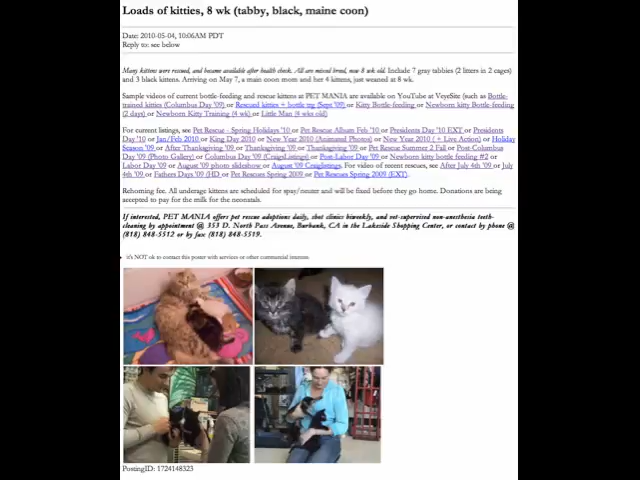 Loads of kitties, 8 wk (tabby, black, maine coon)
Date: 2010-05-04, 10:06AM PDT
Reply to: see below
Many kittens were rescued, and became available after health check. All are mixed breed, now 8 wk old. Include 7 gray tabbies (2 litters in 2 cages)
and 3 black kittens. Arriving on May 7, a main coon mom and her 4 kittens, just weaned at 8 wk.
Sample videos of current bottle-feeding and rescue kittens at PET MANIA are available on YouTube at VeyeSite (such as Bottle-
trained kitties (Columbus Day '09) or Rescued kitties + bottle trg (Sept '09) or Kitty Bottle-feeding or Newborn kitty Bottle-feeding
(2 days) or Newborn Kitty Training (4 wk) or Little Man (4 wks old)
For current listings, see Pet Rescue - Spring Holidays '10 or Pet Rescue Album Feb '10 or Presidents Day '10 EXT or Presidents
Day '10 or Jan/Feb 2010 or King Day 2010 or New Year 2010 (Animated Photos) or New Year 2010 ( + Live Action) or Holiday
Season '09 or After Thanksgiving '09 or Thanksgiving '09 or Thanksgiving '09 or Pet Rescue Summer 2 Fall or Post-Columbus
Day '09 (Photo Gallery) or Columbus Day '09 (CraigsListings) or Post-Labor Day '09 or Newborn kitty bottle feeding #2 or
Labor Day '09 or August '09 photo slideshow or August '09 Craigslistings. For video of recent rescues, see After July 4th '09 or July
4th '09 or Fathers Days '09 (HD) or Pet Rescues Spring 2009 or Pet Rescues Spring 2009 (EXT).
Rehoming fee. All underage kitties are scheduled for spay/neuter and will be fixed before they go home. Donations are being
accepted to pay for the milk for the neonatals.
If interested, PET MANIA offers pet rescue adoptions daily, shot clinics biweekly, and vet-supervised non-anesthesia teeth-
cleaning by appointment @ 353 D. North Pass Avenue, Burbank, CA in the Lakeside Shopping Center, or contact by phone @
(818) 848-5512 or by fax (818) 848-5519.
it's NOT ok to contact this poster with services or other commercial interests
PostingID: 1724148323